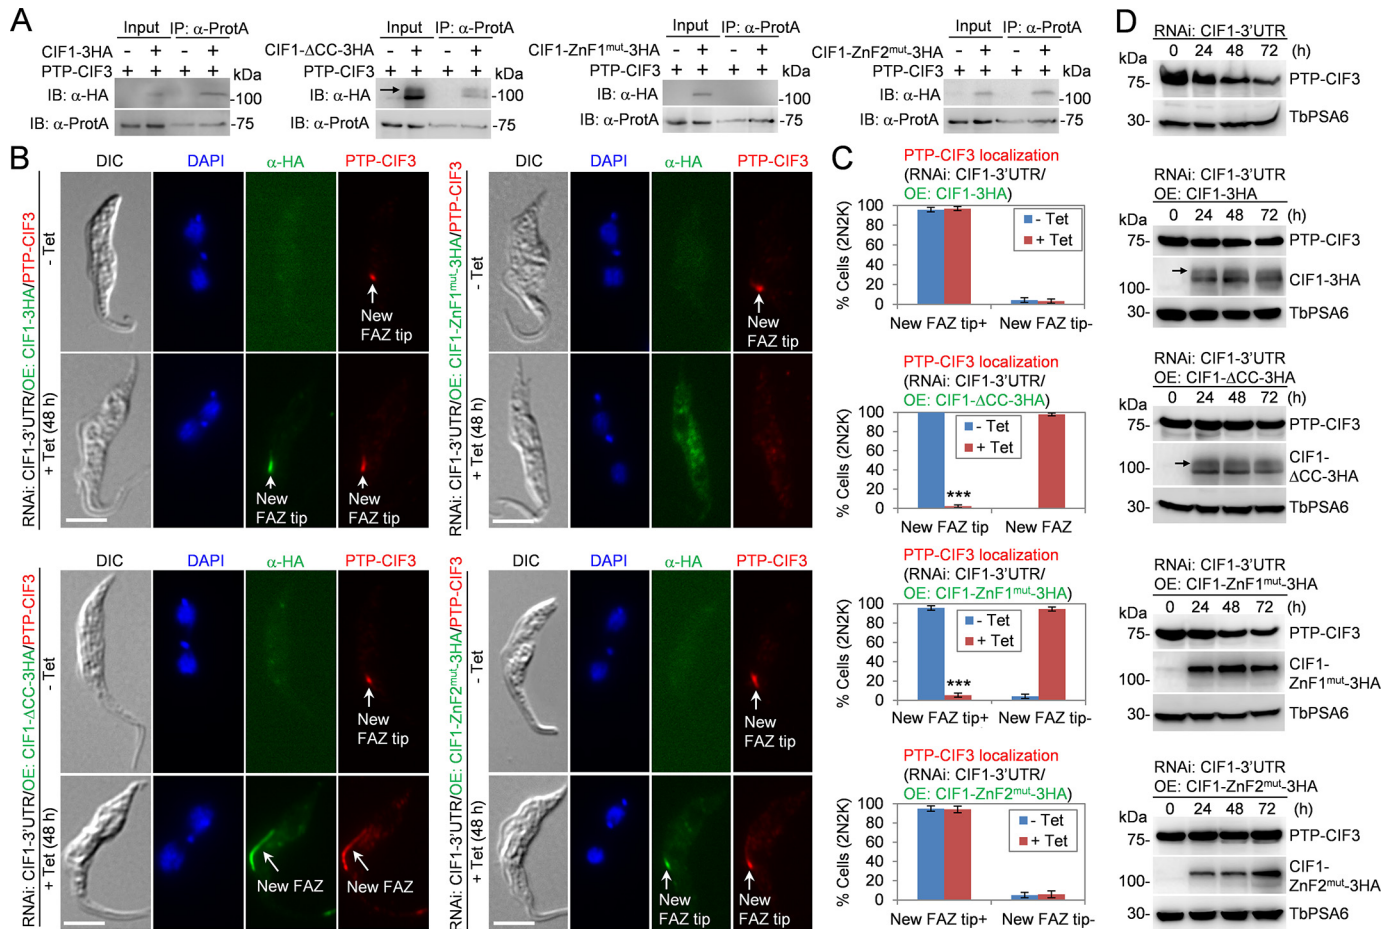 A
Input IP: α-ProtA
CIF1-3HA - + - +
PTP-CIF3 + + + + kDa
IB: α-HA -100
IB: α-ProtA -75
Input IP: α-ProtA
CIF1-ΔCC-3HA - + - +
PTP-CIF3 + + + + kDa
IB: α-HA -100
IB: α-ProtA -75
Input IP: α-ProtA
CIF1-ZnF1mut-3HA - + - +
PTP-CIF3 + + + + kDa
IB: α-HA -100
IB: α-ProtA -75
Input IP: α-ProtA
CIF1-ZnF2mut-3HA - + - +
PTP-CIF3 + + + + kDa
IB: α-HA -100
IB: α-ProtA -75
B
DIC DAPI α-HA PTP-CIF3
RNAi: CIF1-3'UTR/OE: CIF1-3HA/PTP-CIF3
- Tet
New
FAZ tip
+ Tet (48 h)
New
FAZ tip
New
FAZ tip
DIC DAPI α-HA PTP-CIF3
RNAi: CIF1-3'UTR/OE: CIF1-ZnF1mut-3HA/PTP-CIF3
- Tet
New
FAZ tip
+ Tet (48 h)
DIC DAPI α-HA PTP-CIF3
RNAi: CIF1-3'UTR/OE: CIF1-ΔCC-3HA/PTP-CIF3
- Tet
New
FAZ tip
+ Tet (48 h)
New FAZ
New FAZ
DIC DAPI α-HA PTP-CIF3
RNAi: CIF1-3'UTR/OE: CIF1-ZnF2mut-3HA/PTP-CIF3
- Tet
New
FAZ tip
+ Tet (48 h)
New
FAZ tip
New
FAZ tip
C
PTP-CIF3 localization
(RNAi: CIF1-3'UTR/
OE: CIF1-3HA)
% Cells (2N2K)
100
80
60
40
20
0
- Tet
+ Tet
New FAZ tip+ New FAZ tip-
PTP-CIF3 localization
(RNAi: CIF1-3'UTR/
OE: CIF1-ΔCC-3HA)
% Cells (2N2K)
100
80
60
40
20
0
- Tet
+ Tet
***
New FAZ tip New FAZ
PTP-CIF3 localization
(RNAi: CIF1-3'UTR/
OE: CIF1-ZnF1mut-3HA)
% Cells (2N2K)
100
80
60
40
20
0
- Tet
+ Tet
***
New FAZ tip+ New FAZ tip-
PTP-CIF3 localization
(RNAi: CIF1-3'UTR/
OE: CIF1-ZnF2mut-3HA)
% Cells (2N2K)
100
80
60
40
20
0
- Tet
+ Tet
New FAZ tip+ New FAZ tip-
D
RNAi: CIF1-3'UTR
0 24 48 72 (h)
kDa
75- PTP-CIF3
30- TbPSA6
RNAi: CIF1-3'UTR
OE: CIF1-3HA
kDa 0 24 48 72 (h)
75- PTP-CIF3
100- CIF1-3HA
30- TbPSA6
RNAi: CIF1-3'UTR
OE: CIF1-ΔCC-3HA
kDa 0 24 48 72 (h)
75- PTP-CIF3
100- CIF1-
ΔCC-3HA
30- TbPSA6
RNAi: CIF1-3'UTR
OE: CIF1-ZnF1mut-3HA
kDa 0 24 48 72 (h)
75- PTP-CIF3
100- CIF1-
ZnF1mut-3HA
30- TbPSA6
RNAi: CIF1-3'UTR
OE: CIF1-ZnF2mut-3HA
kDa 0 24 48 72 (h)
75- PTP-CIF3
100- CIF1-
ZnF2mut-3HA
30- TbPSA6